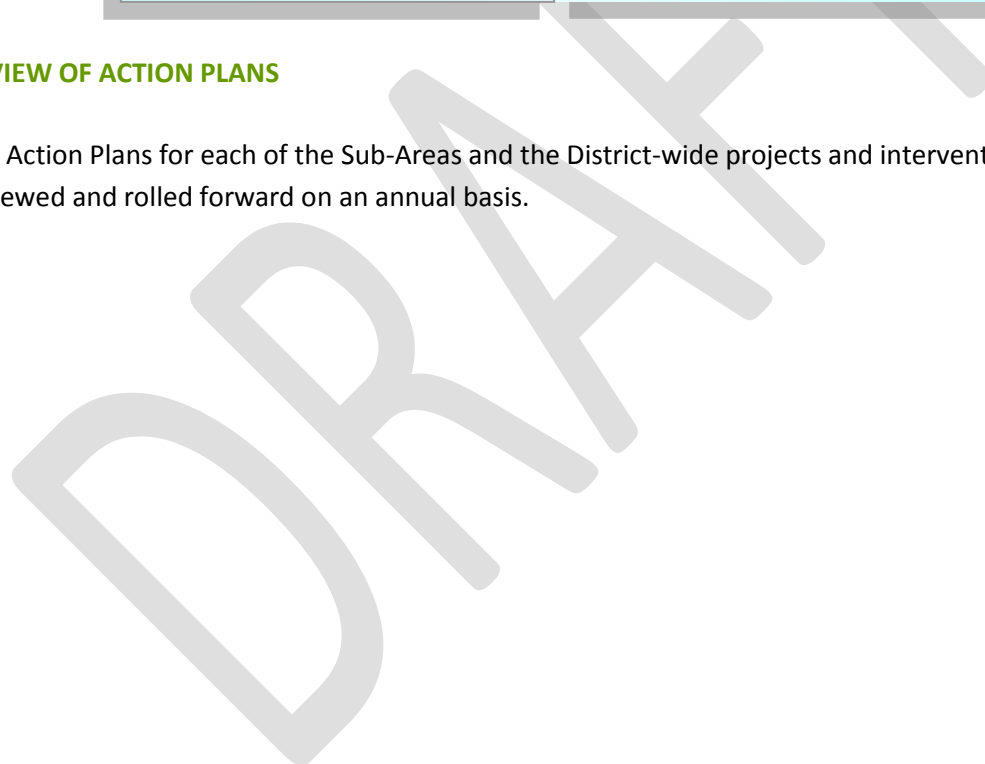 VIEW OF ACTION PLANS
Action Plans for each of the Sub-Areas and the District-wide projects and intervent
ewed and rolled forward on an annual basis.
DRAFT